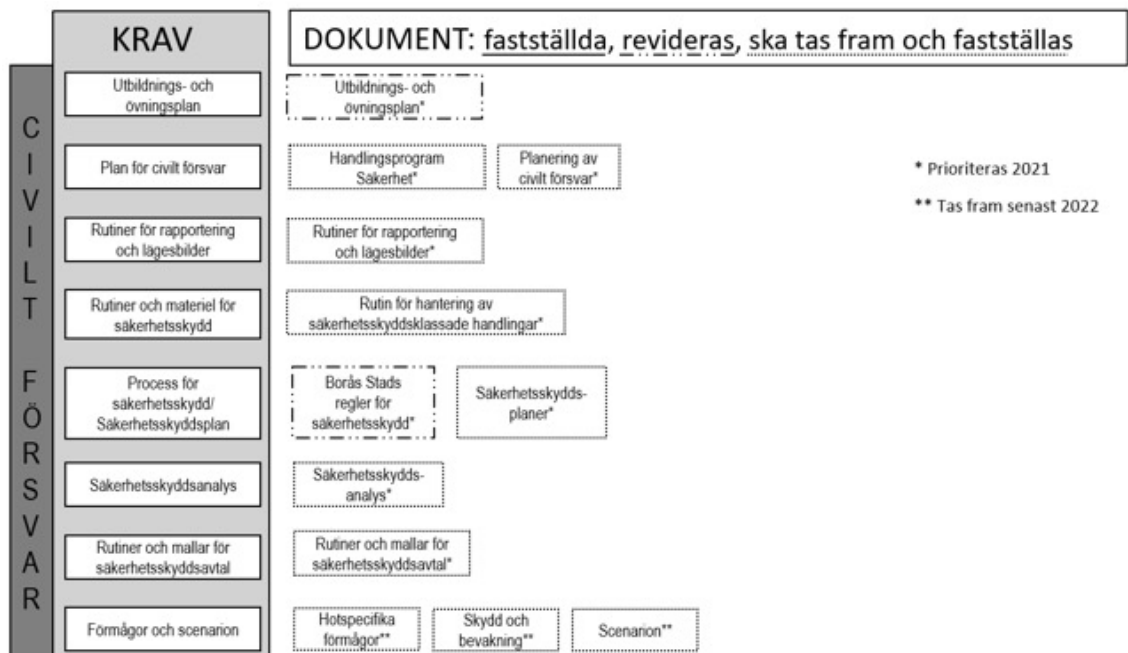 KRAV
DOKUMENT: fastställda, revideras, ska tas fram och fastställas
CIVILT FÖRSVAR
Utbildnings- och
övningsplan
Utbildnings- och
övningsplan*
Plan för civilt försvar
Handlingsprogram
Säkerhet*
Planering av
civilt försvar*
* Prioriteras 2021
** Tas fram senast 2022
Rutiner för rapportering
och lägesbilder
Rutiner för rapportering
och lägesbilder*
Rutiner och materiel för
säkerhetsskydd
Rutin för hantering av
säkerhetsskyddsklassade handlingar*
Process för
säkerhetsskydd/
Säkerhetsskyddsplan
Borås Stads
regler för
säkerhetsskydd*
Säkerhetsskydds-
planer*
Säkerhetsskyddsanalys
Säkerhetsskydds-
analys*
Rutiner och mallar för
säkerhetsskyddsavtal
Rutiner och mallar för
säkerhetsskyddsavtal*
Förmågor och scenarion
Hotspecifika
förmågor**
Skydd och
bevakning**
Scenarion**